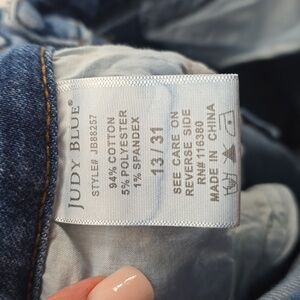 JUDY BLUE®
STYLE# JB88257
94% COTTON
5% POLYESTER
1% SPANDEX
13 / 31
SEE CARE ON
REVERSE SIDE
RN# 116380
MADE IN CHINA